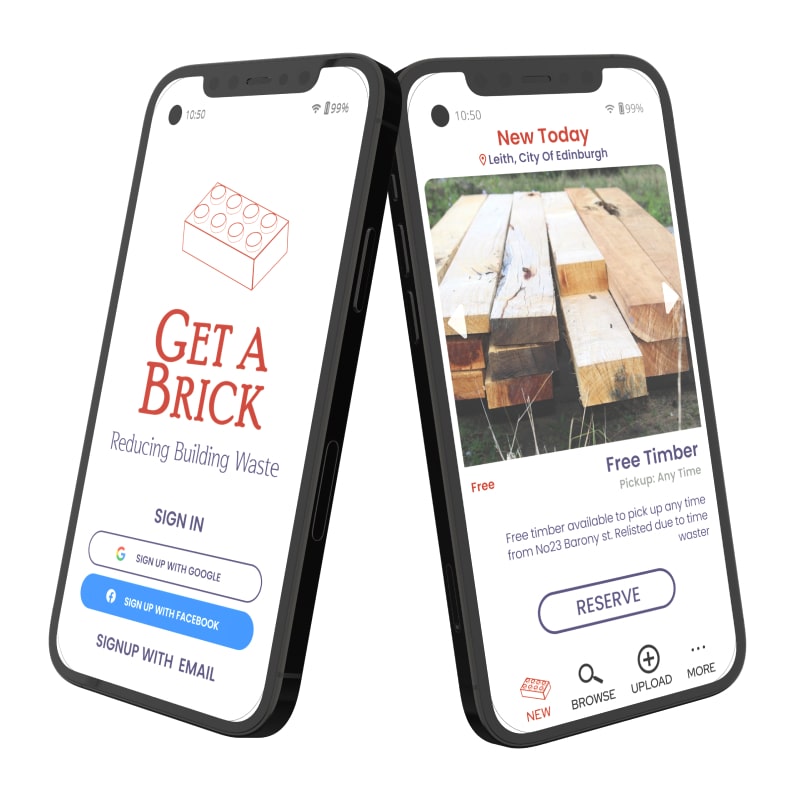 10:50
99%
GET A
BRICK
Reducing Building Waste
SIGN IN
G SIGN UP WITH GOOGLE
f SIGN UP WITH FACEBOOK
SIGNUP WITH EMAIL
10:50
99%
New Today
Leith, City Of Edinburgh
Free Timber
Free
Pickup: Any Time
Free timber available to pick up any time
from No23 Barony st. Relisted due to time
waster
RESERVE
NEW
BROWSE
UPLOAD
MORE